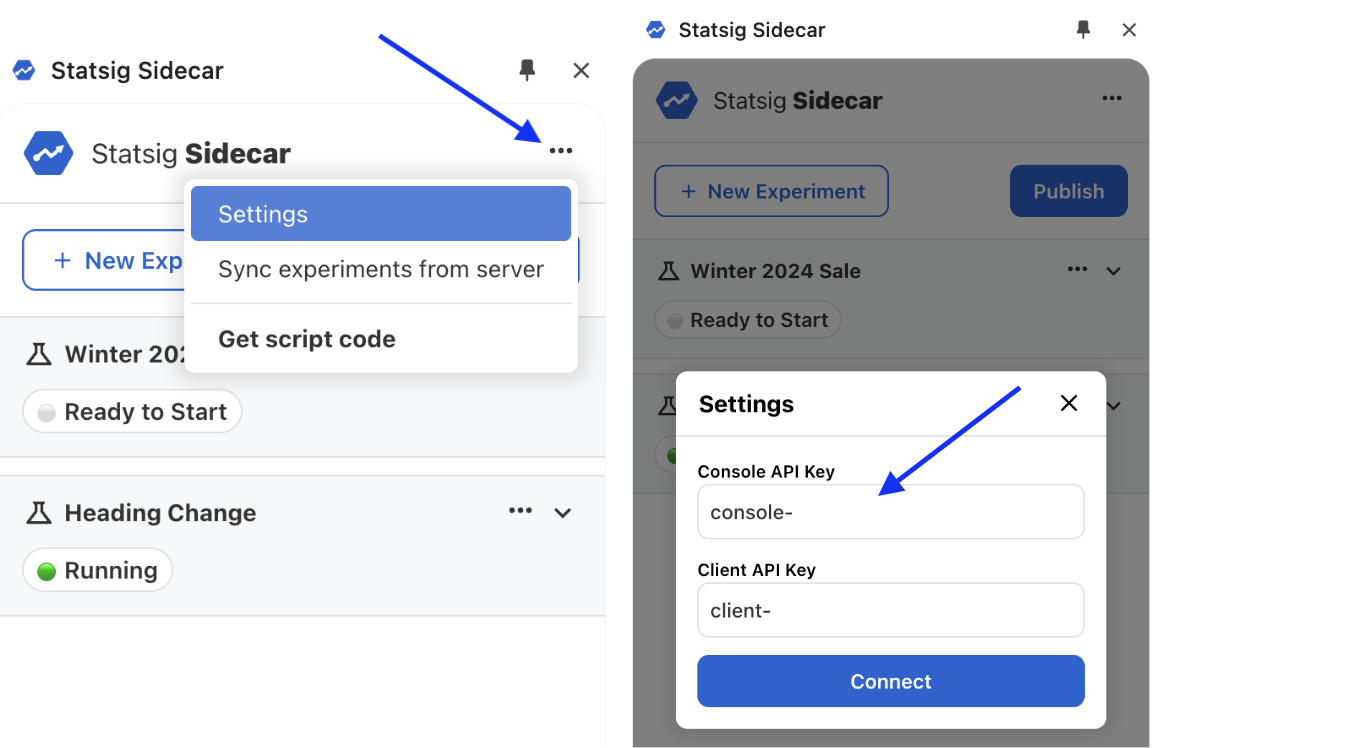 Statsig Sidecar
Statsig Sidecar
Settings
+ New Exp
Sync experiments from server
Get script code
Winter 202
Ready to Start
Heading Change
Running
Statsig Sidecar
Statsig Sidecar
+ New Experiment
Publish
Winter 2024 Sale
Ready to Start
Settings
Console API Key
console-
Client API Key
client-
Connect